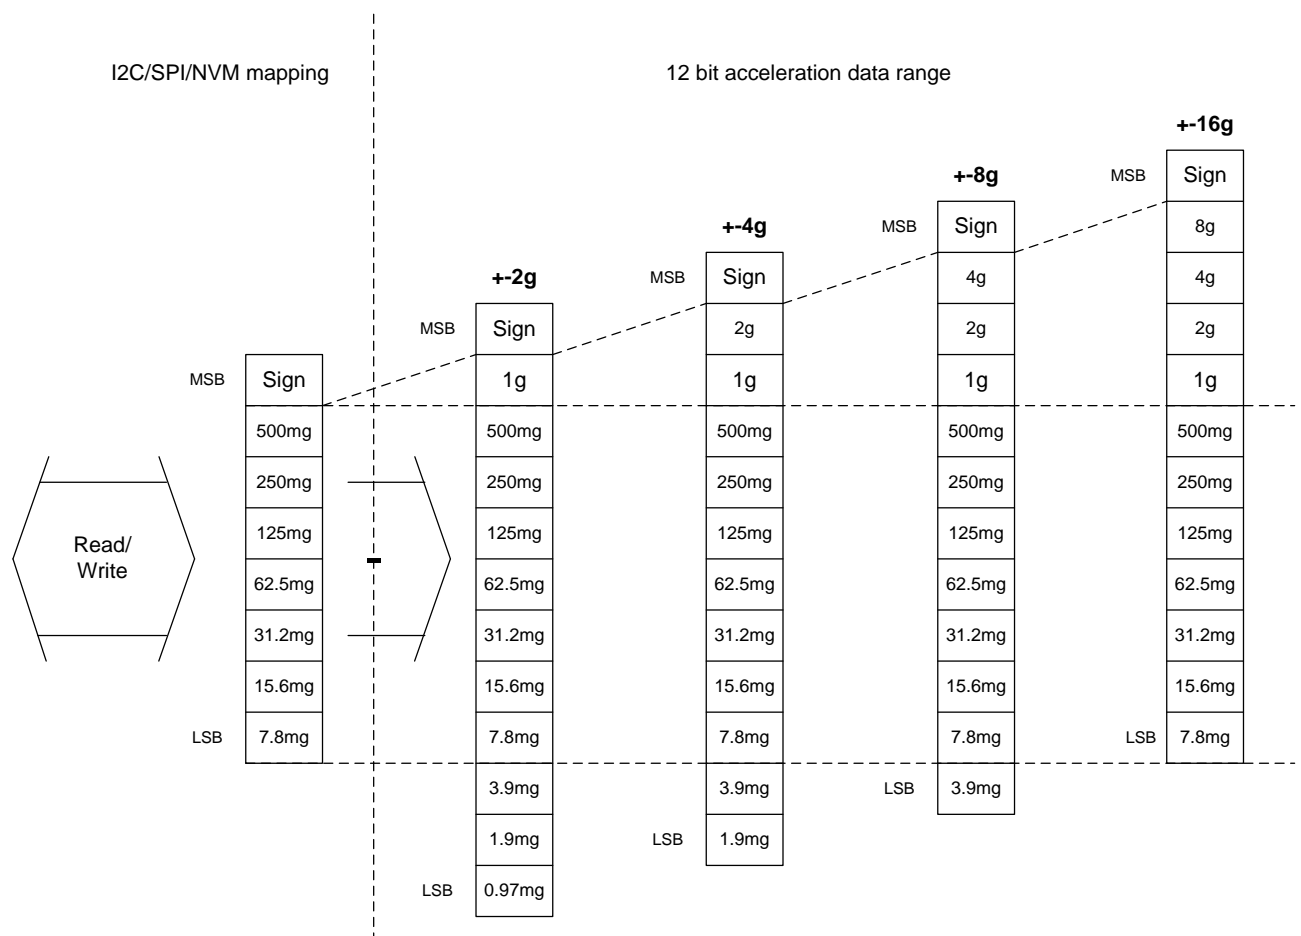 I2C/SPI/NVM mapping
12 bit acceleration data range
+-16g
MSB Sign
8g
4g
2g
1g
500mg
250mg
125mg
62.5mg
31.2mg
15.6mg
LSB 7.8mg
+-8g
MSB Sign
4g
2g
1g
500mg
250mg
125mg
62.5mg
31.2mg
15.6mg
7.8mg
LSB 3.9mg
+-4g
MSB Sign
2g
1g
500mg
250mg
125mg
62.5mg
31.2mg
15.6mg
7.8mg
3.9mg
LSB 1.9mg
+-2g
MSB Sign
1g
500mg
250mg
125mg
62.5mg
31.2mg
15.6mg
7.8mg
3.9mg
1.9mg
LSB 0.97mg
MSB Sign
500mg
250mg
125mg
62.5mg
31.2mg
15.6mg
LSB 7.8mg
Read/
Write